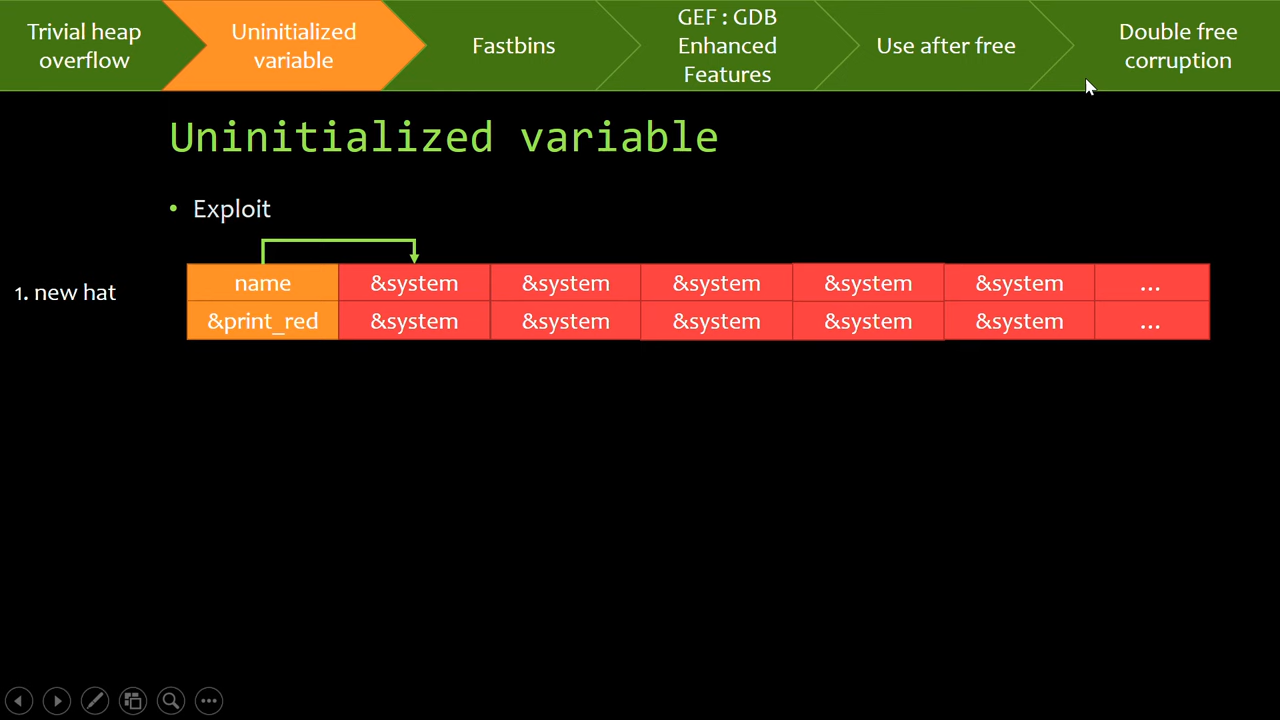 Trivial heap
overflow
Uninitialized
variable
Fastbins
GEF : GDB
Enhanced
Features
Use after free
Double free
corruption
Uninitialized variable
• Exploit
1. new hat
name &system &system &system &system &system ...
&print_red &system &system &system &system &system ...